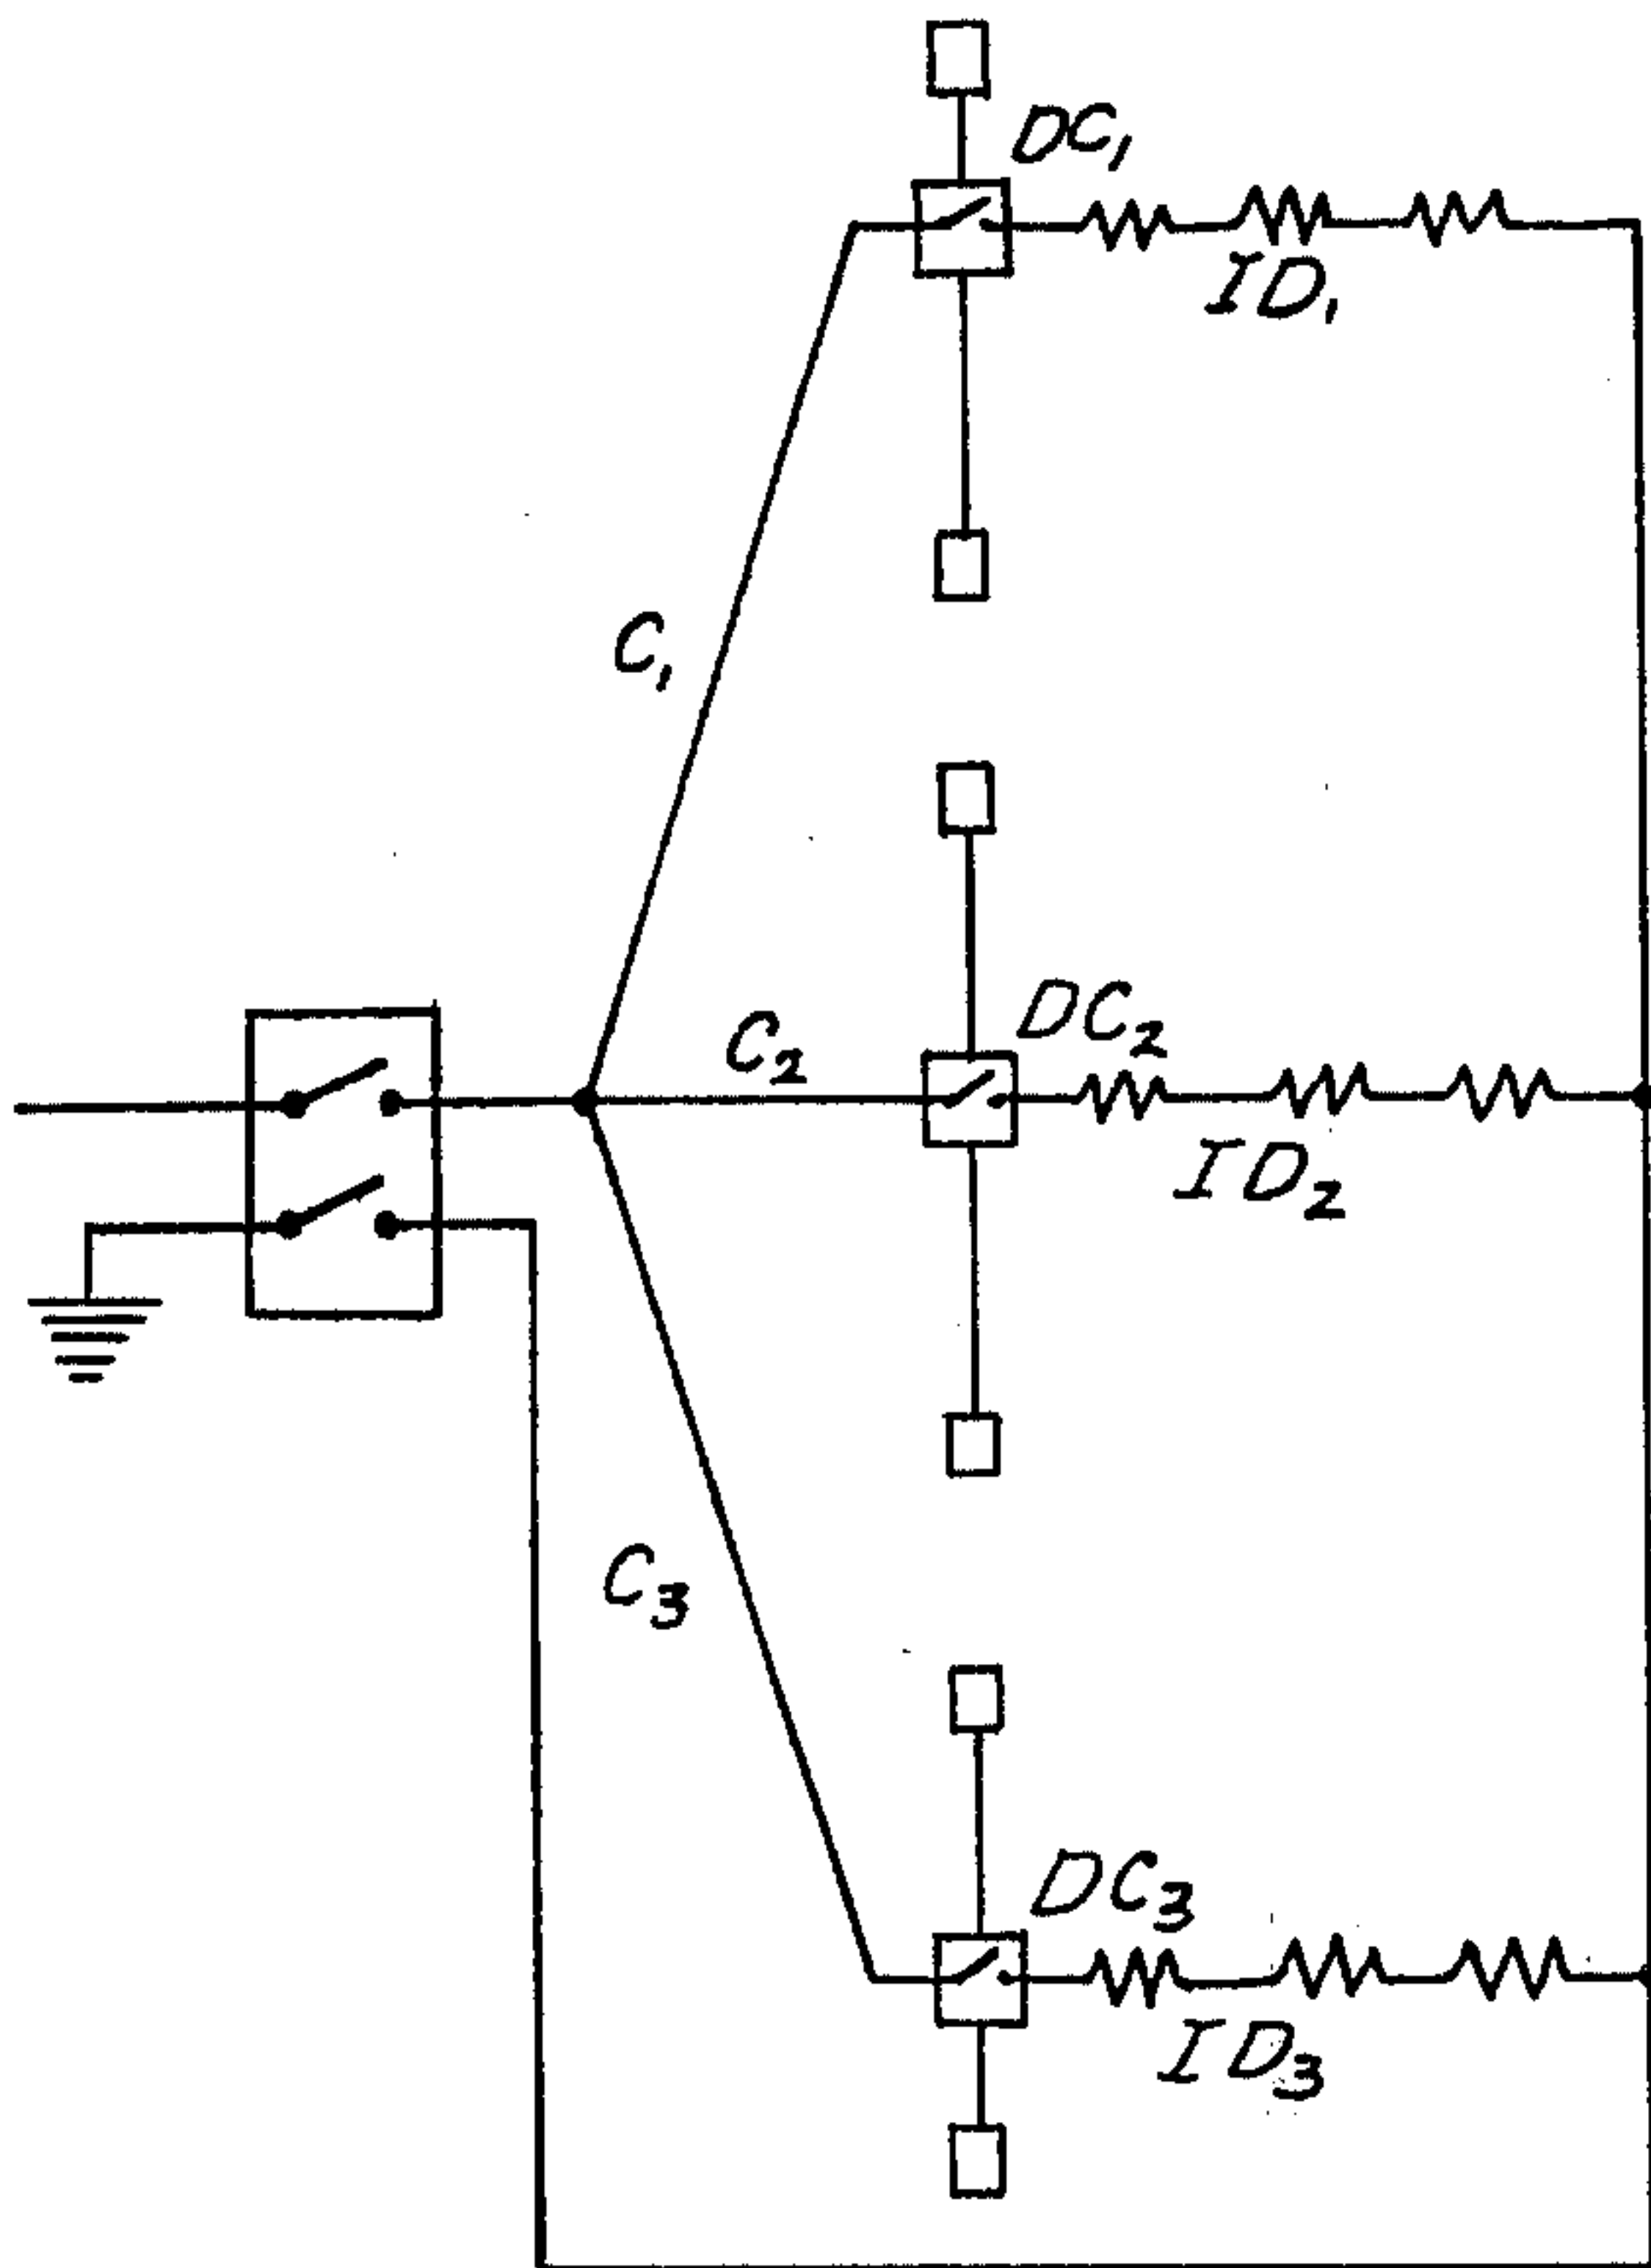 DC₁
ID₁
C₁
DC₂
C₂
ID₂
C₃
DC₃
ID₃